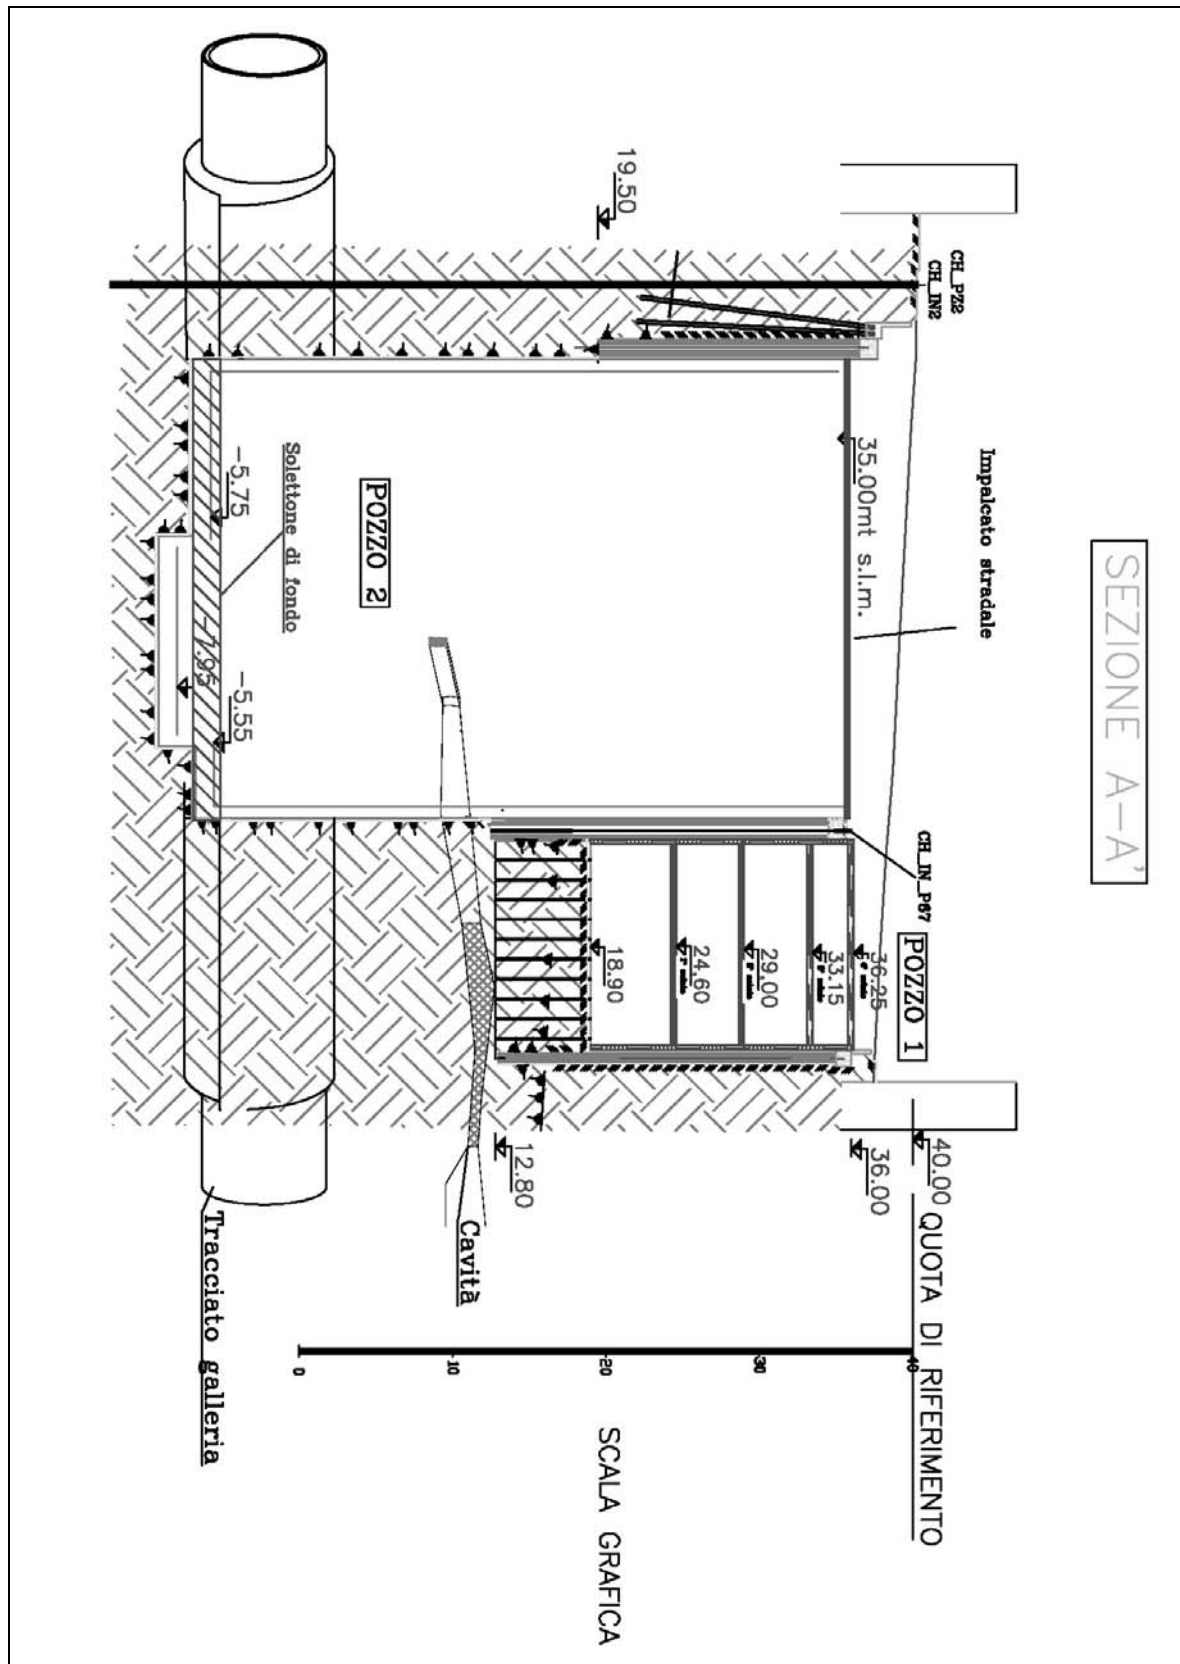 SEZIONE A-A'
Impalcato stradale
CH_PZ2
CH_IN2
CH_IN_P67
POZZO 1
40.00
QUOTA DI RIFERIMENTO
36.25
36.00
35.00mt s.l.m.
33.15
29.00
24.60
18.90
19.50
12.80
POZZO 2
Cavità
Solettone di fondo
-5.75
-5.55
-7.95
Tracciato galleria
40
30
20
10
0
SCALA GRAFICA